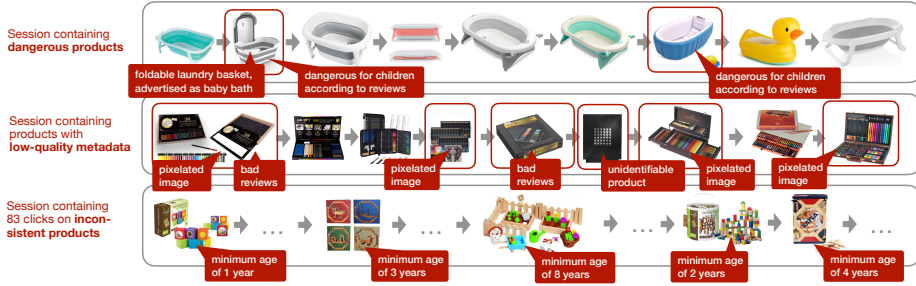 Session containing
dangerous products
foldable laundry basket,
advertised as baby bath
dangerous for children
according to reviews
dangerous for children
according to reviews
Session containing
products with
low-quality metadata
pixelated
image
bad
reviews
pixelated
image
bad
reviews
unidentifiable
product
pixelated
image
pixelated
image
Session containing
83 clicks on incon-
sistent products
minimum age
of 1 year
...
minimum age
of 3 years
...
minimum age
of 8 years
...
minimum age
of 2 years
minimum age
of 4 years
...